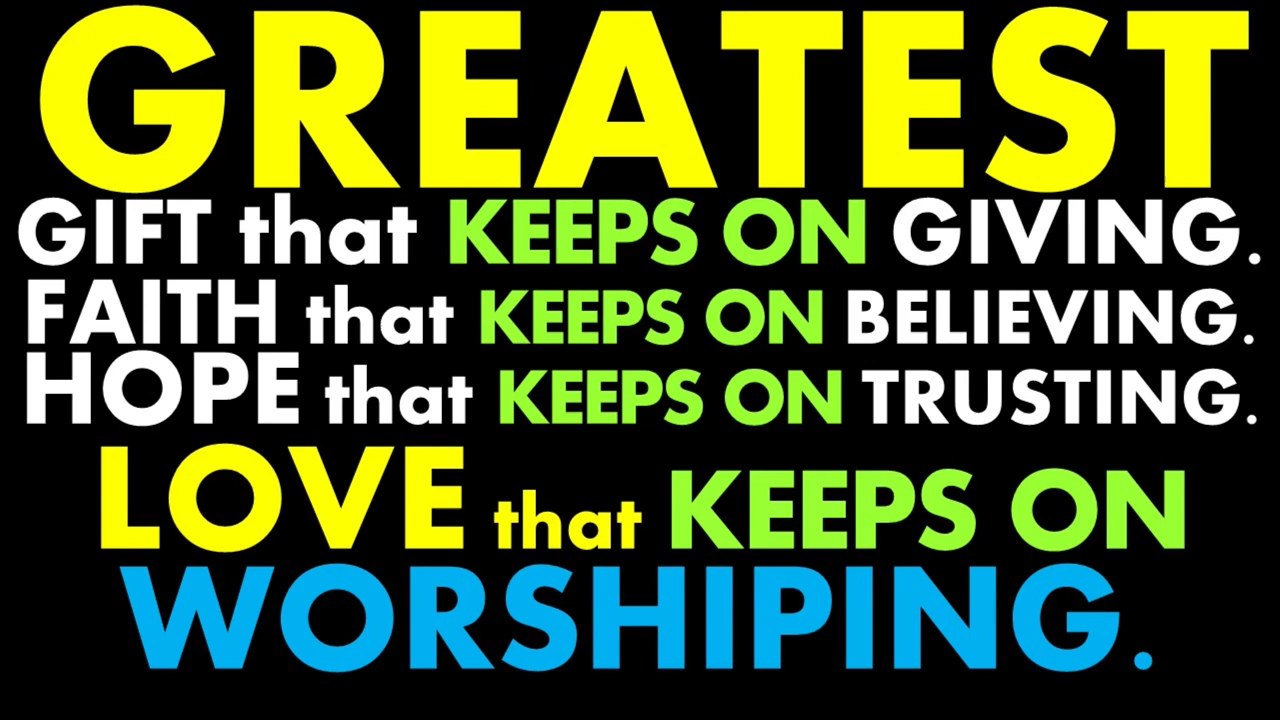 GREATEST
GIFT that KEEPS ON GIVING.
FAITH that KEEPS ON BELIEVING.
HOPE that KEEPS ON TRUSTING.
LOVE that KEEPS ON
WORSHIPING.